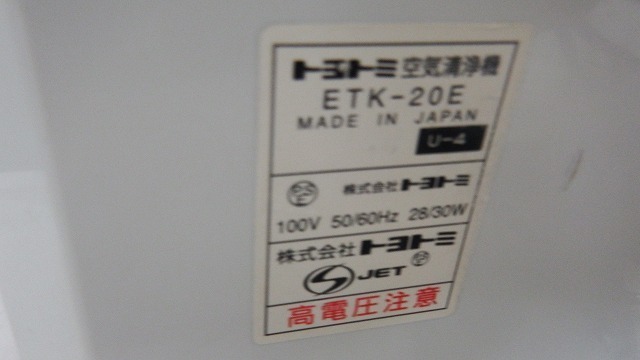 トヨトミ 空気清浄機
ETK-20E
MADE IN JAPAN
U-4
株式会社 トヨトミ
100V 50/60Hz 28/30W
株式会社 トヨトミ
S JET
高電圧注意